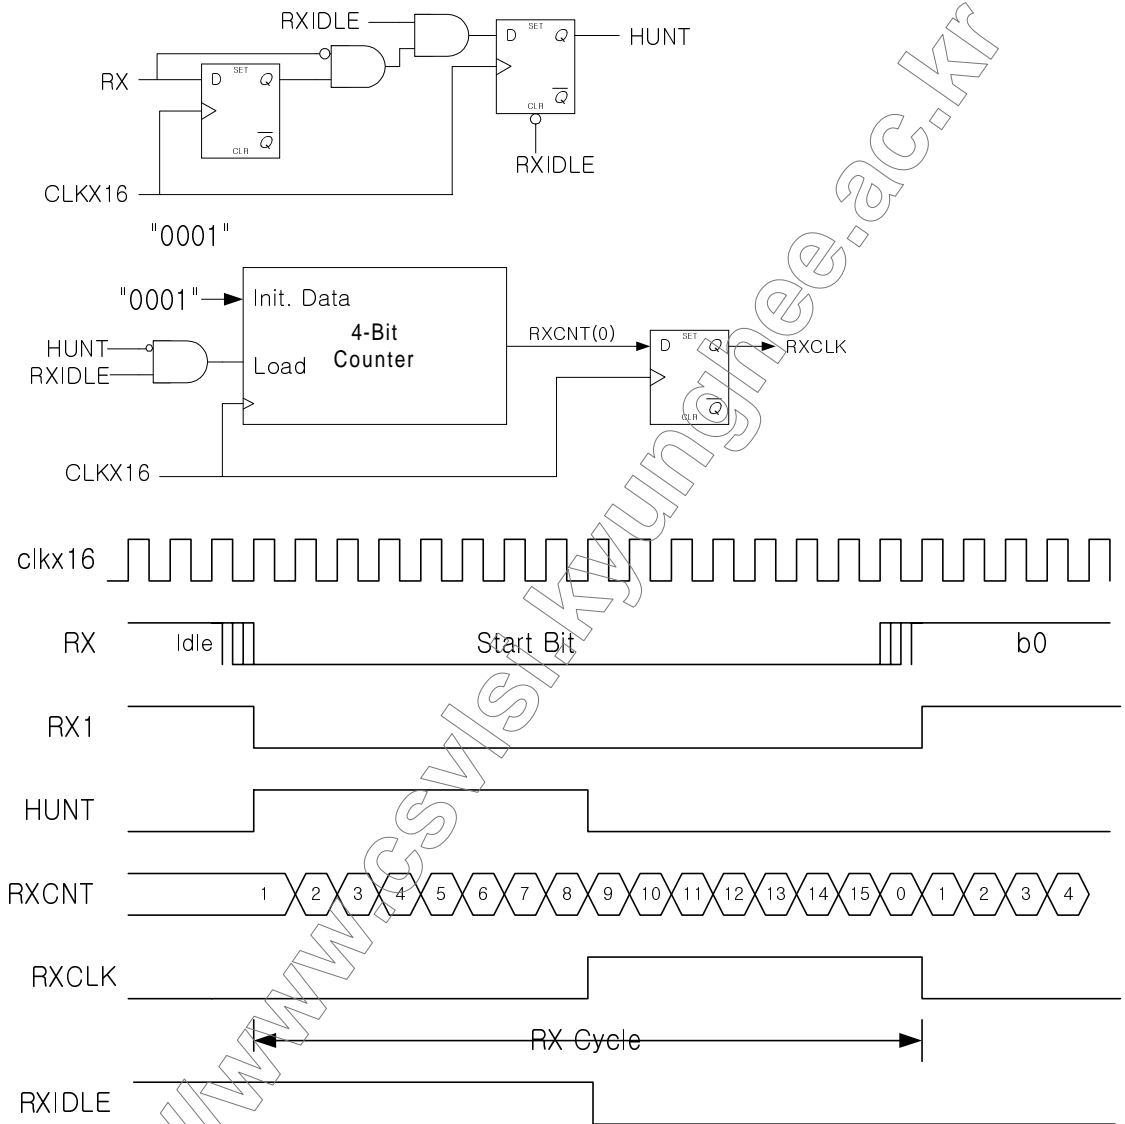 RXIDLE
RX
D SET Q
Q
CLR
D SET Q
Q
CLR
HUNT
RXIDLE
CLKX16
"0001"
"0001"
Init. Data
4-Bit
Counter
HUNT
RXIDLE
Load
RXCNT(0)
D SET Q
Q
CLR
RXCLK
CLKX16
clkx16
RX Idle Start Bit b0
RX1
HUNT
RXCNT 1 2 3 4 5 6 7 8 9 10 11 12 13 14 15 0 1 2 3 4
RXCLK
RX Cycle
RXIDLE
//www.csvlsi.kyunghee.ac.kr